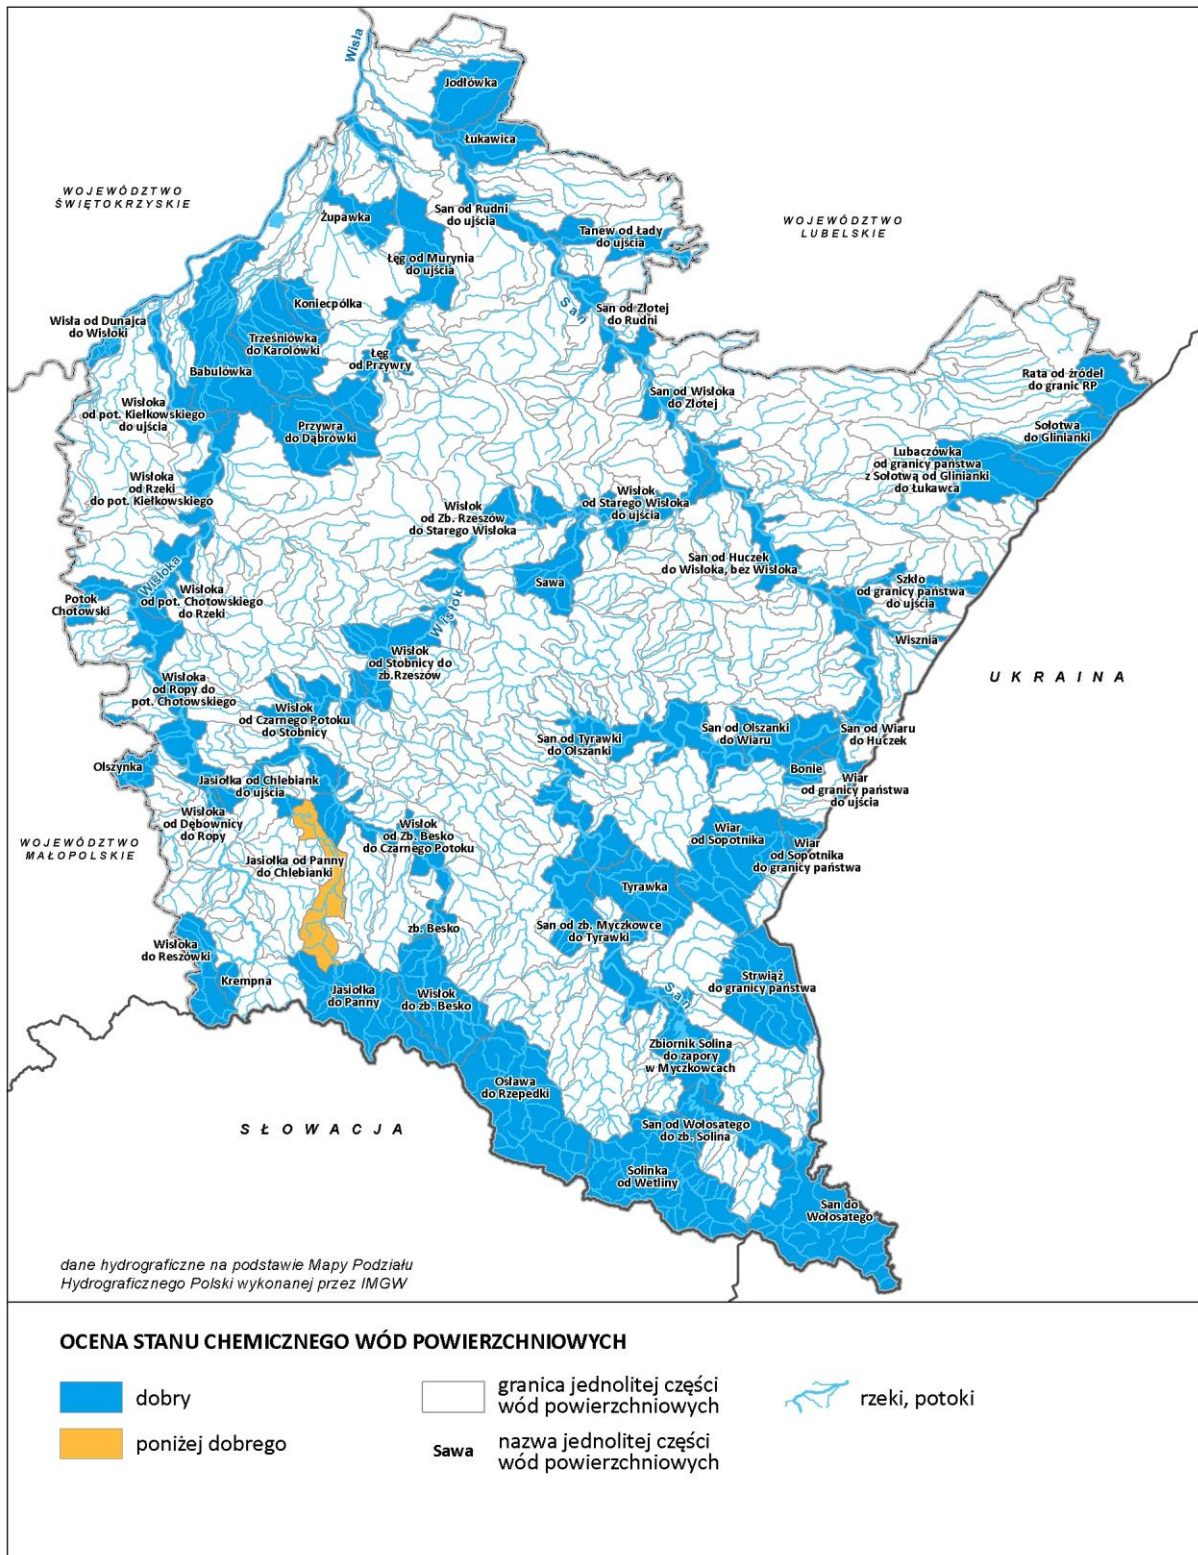 Wisła
Jodłówka
Łukawica
WOJEWÓDZTWO
ŚWIĘTOKRZYSKIE
Żupawka
San od Rudni
do ujścia
WOJEWÓDZTWO
LUBELSKIE
Tanew od Łady
do ujścia
Łęg od Murynia
do ujścia
Koniecpólka
San
San od Złotej
do Rudni
Wisła od Dunajca
do Wisłoki
Trześniówka
do Karolówki
Łęg
od Przywry
Babulówka
Rata od źródeł
do granic RP
San od Wisłoka
do Złotej
Wisłoka
od pot. Kiełkowskiego
do ujścia
Przywra
do Dąbrówki
Sołotwa
do Glinianki
Lubaczówka
od granicy państwa
z Sołotwą od Glinianki
do Łukawca
Wisłoka
od Rzeki
do pot. Kiełkowskiego
Wisłok
od Zb. Rzeszów
do Starego Wisłoka
Wisłok
od Starego Wisłoka
do ujścia
San od Huczek
do Wisłoka, bez Wisłoka
Sawa
Szkło
od granicy państwa
do ujścia
Wisłoka
Potok
Chotowski
Wisłoka
od pot. Chotowskiego
do Rzeki
Wisłok
Wisznia
Wisłok
od Stobnicy do
zb.Rzeszów
UKRAINA
Wisłoka
od Ropy do
pot. Chotowskiego
Wisłok
od Czarnego Potoku
do Stobnicy
San od Tyrawki
do Olszanki
San od Olszanki
do Wiaru
San od Wiaru
do Huczek
Olszynka
Jasiołka od Chlebiank
do ujścia
Bonie
Wiar
od granicy państwa
do ujścia
Wisłoka
od Dębownicy
do Ropy
Wisłok
od Zb. Besko
do Czarnego Potoku
WOJEWÓDZTWO
MAŁOPOLSKIE
Wiar
od Sopotnika
Wiar
od Sopotnika
do granicy państwa
Jasiołka od Panny
do Chlebianki
Tyrawka
zb. Besko
San od zb. Myczkowce
do Tyrawki
Wisłoka
do Reszówki
Krempna
Strwiąż
do granicy państwa
Jasiołka
do Panny
Wisłok
do zb. Besko
San
Zbiornik Solina
do zapory
w Myczkowcach
Osława
do Rzepedki
SŁOWACJA
San od Wołosatego
do zb. Solina
Solinka
od Wetliny
San do
Wołosatego
dane hydrograficzne na podstawie Mapy Podziału
Hydrograficznego Polski wykonanej przez IMGW
OCENA STANU CHEMICZNEGO WÓD POWIERZCHNIOWYCH
dobry
poniżej dobrego
granica jednolitej części
wód powierzchniowych
Sawa
nazwa jednolitej części
wód powierzchniowych
rzeki, potoki